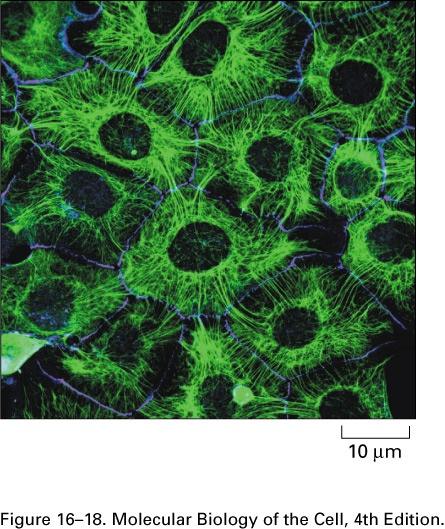 10 μm
Figure 16–18. Molecular Biology of the Cell, 4th Edition.